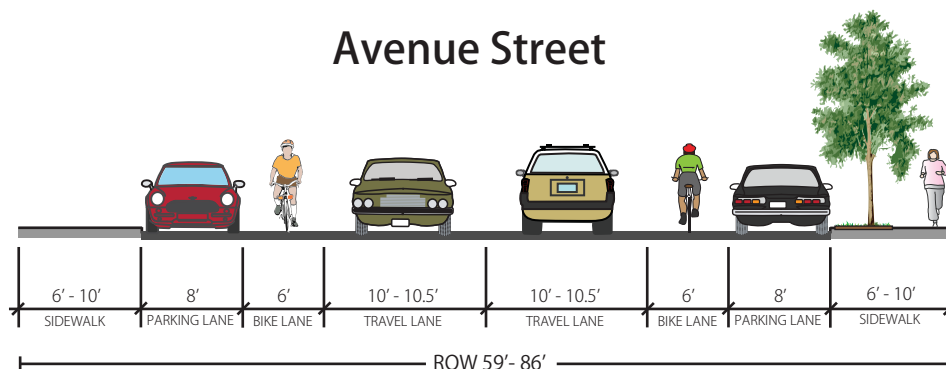 Avenue Street
6’ - 10’ 8’ 6’ 10’ - 10.5’ 10’ - 10.5’ 6’ 8’ 6’ - 10’
SIDEWALK PARKING LANE BIKE LANE TRAVEL LANE TRAVEL LANE BIKE LANE PARKING LANE SIDEWALK
ROW 59’- 86’